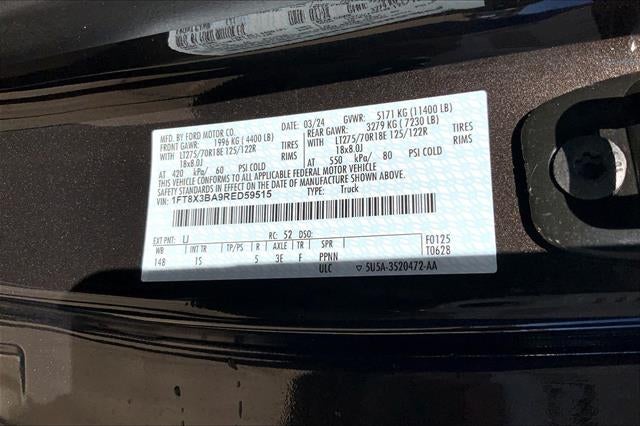 MFD. BY FORD MOTOR CO.
DATE: 03/24 GVWR: 5171 KG (11400 LB)
FRONT GAWR: 1996 KG (4400 LB)
REAR GAWR: 3279 KG (7230 LB)
WITH LT275/70R18E 125/122R TIRES
WITH LT275/70R18E 125/122R TIRES
18x8.0J RIMS
18x8.0J RIMS
AT 420 kPa/ 60 PSI COLD
AT 550 kPa/ 80 PSI COLD
THIS VEHICLE CONFORMS TO ALL APPLICABLE FEDERAL MOTOR VEHICLE
SAFETY STANDARDS IN EFFECT ON THE DATE OF MANUFACTURE SHOWN ABOVE.
VIN: 1FT8X3BA9RED59515 TYPE: Truck
EXT PNT: UJ RC: 52 DSO: F0125
WB INT TR TP/PS R AXLE TR SPR T0628
148 1S 5 3E F PPNN
ULC 5U5A-3520472-AA